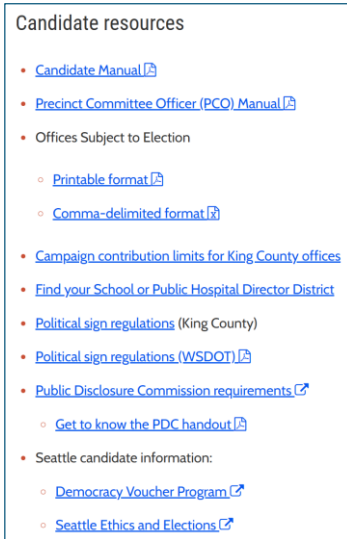 Candidate resources
Candidate Manual
Precinct Committee Officer (PCO) Manual
Offices Subject to Election
Printable format
Comma-delimited format
Campaign contribution limits for King County offices
Find your School or Public Hospital Director District
Political sign regulations (King County)
Political sign regulations (WSDOT)
Public Disclosure Commission requirements
Get to know the PDC handout
Seattle candidate information:
Democracy Voucher Program
Seattle Ethics and Elections